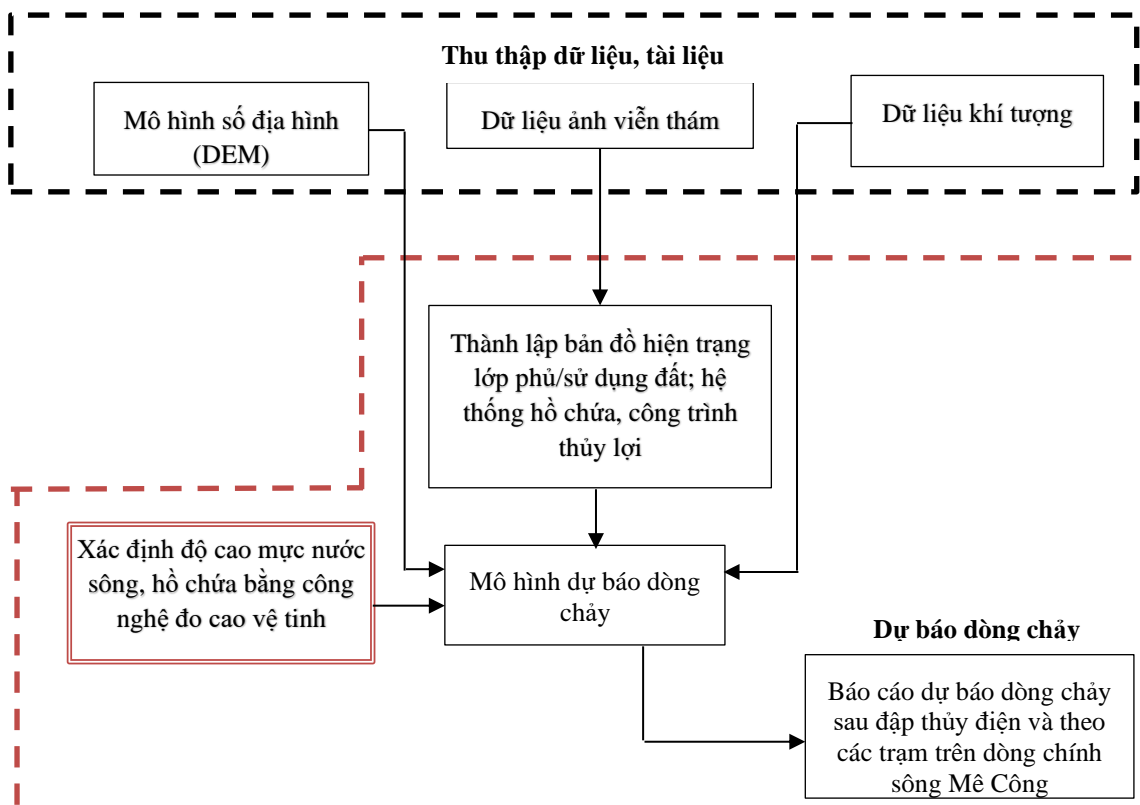 Thu thập dữ liệu, tài liệu
Mô hình số địa hình
(DEM)
Dữ liệu ảnh viễn thám
Dữ liệu khí tượng
Thành lập bản đồ hiện trạng
lớp phủ/sử dụng đất; hệ
thống hồ chứa, công trình
thủy lợi
Xác định độ cao mực nước
sông, hồ chứa bằng công
nghệ đo cao vệ tinh
Mô hình dự báo dòng
chảy
Dự báo dòng chảy
Báo cáo dự báo dòng chảy
sau đập thủy điện và theo
các trạm trên dòng chính
sông Mê Công